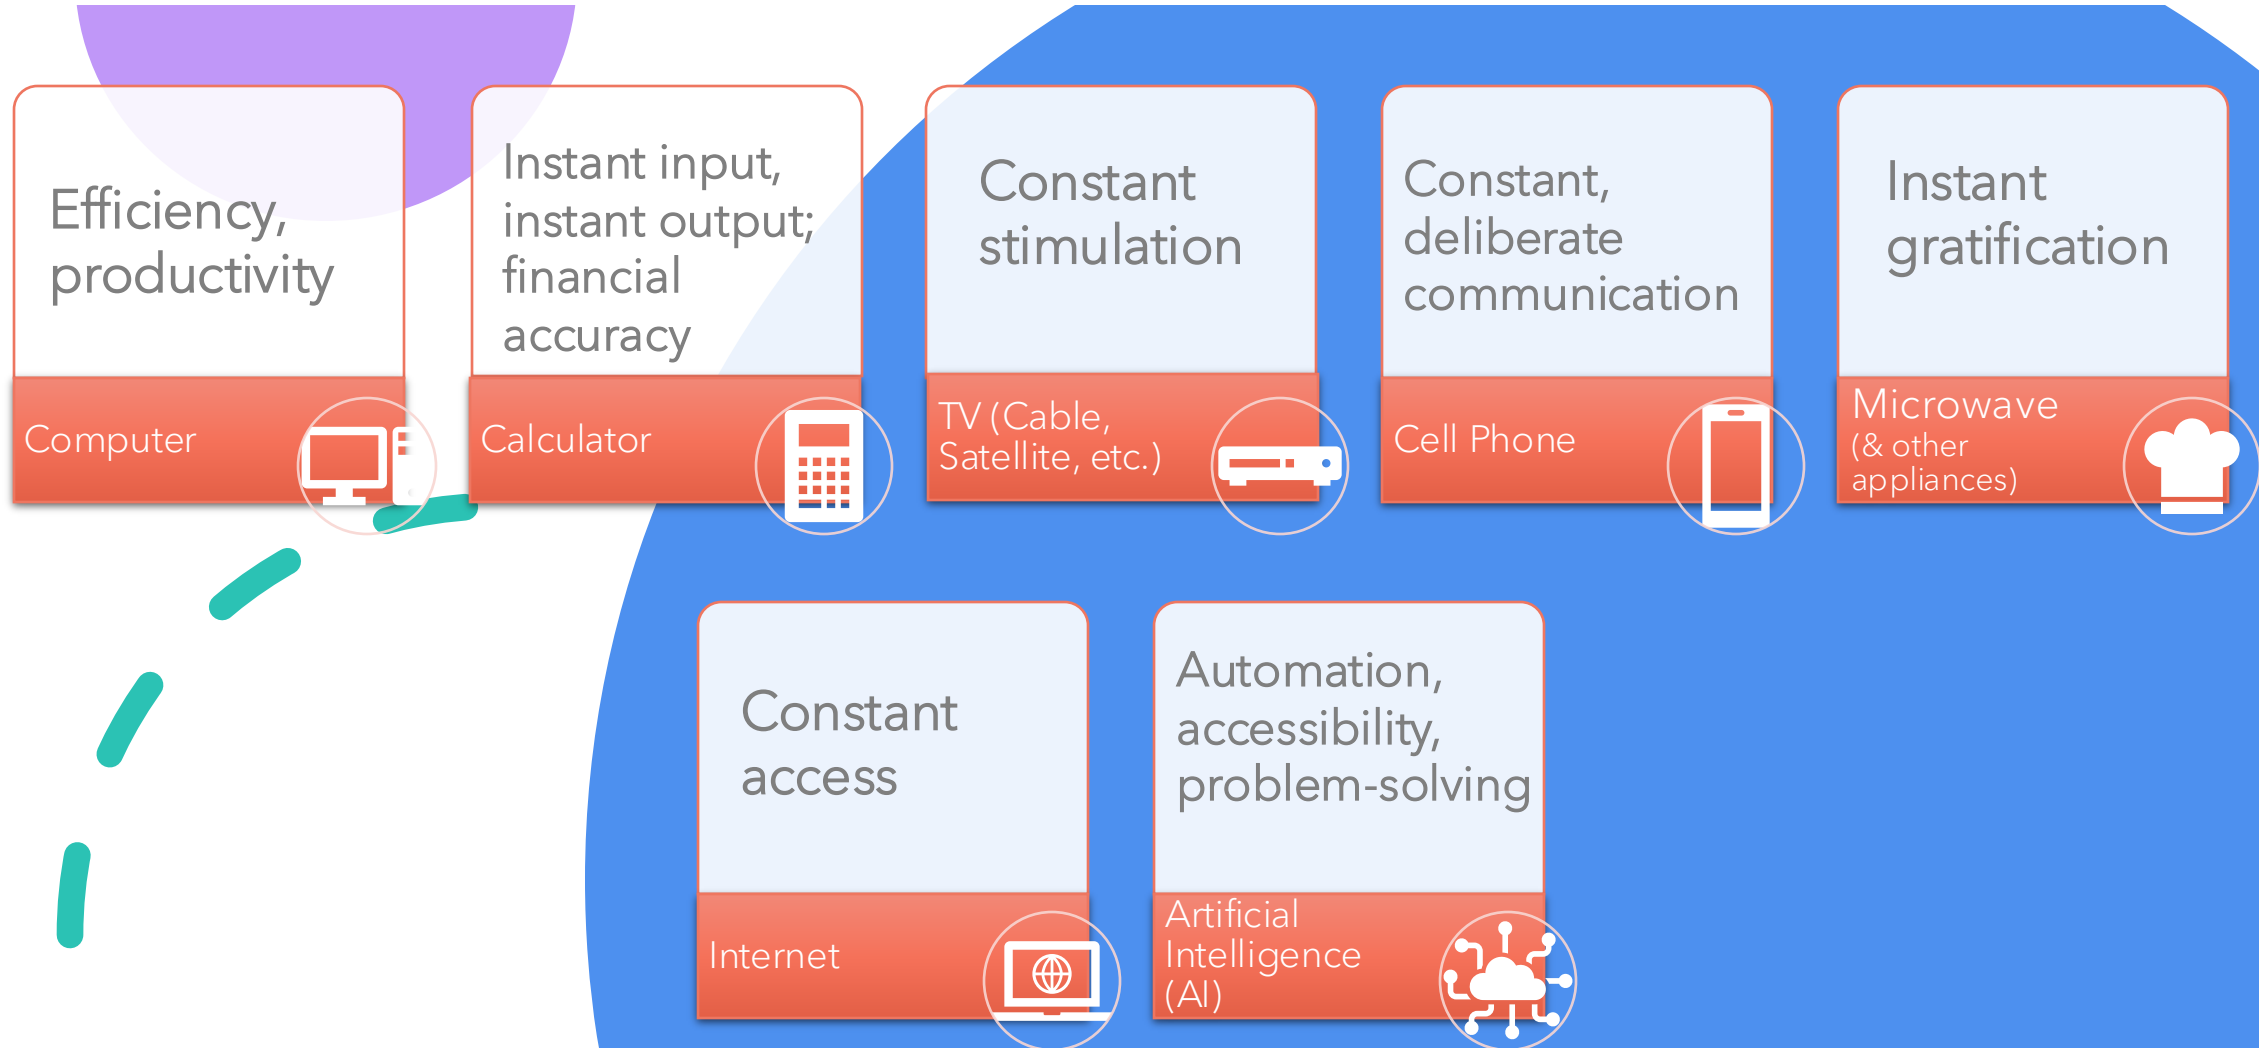 Efficiency,
productivity
Computer
Instant input,
instant output;
financial
accuracy
Calculator
Constant
stimulation
TV (Cable,
Satellite, etc.)
Constant,
deliberate
communication
Cell Phone
Instant
gratification
Microwave
(& other
appliances)
Constant
access
Internet
Automation,
accessibility,
problem-solving
Artificial
Intelligence
(AI)